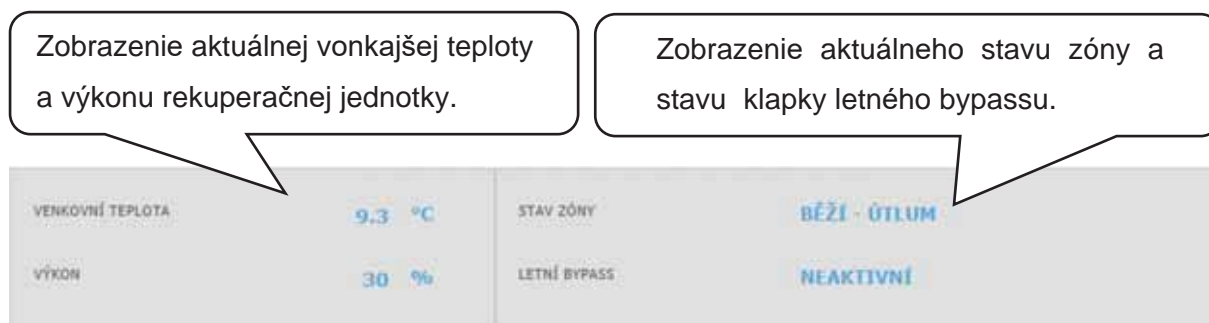 Zobrazenie aktuálnej vonkajšej teploty
a výkonu rekuperačnej jednotky.
Zobrazenie aktuálneho stavu zóny a
stavu klapky letného bypassu.
VENKOVNÍ TEPLOTA 9.3 °C
VÝKON 30 %
STAV ZÓNY BĚŽÍ - ÚTLUM
LETNÍ BYPASS NEAKTIVNÍ